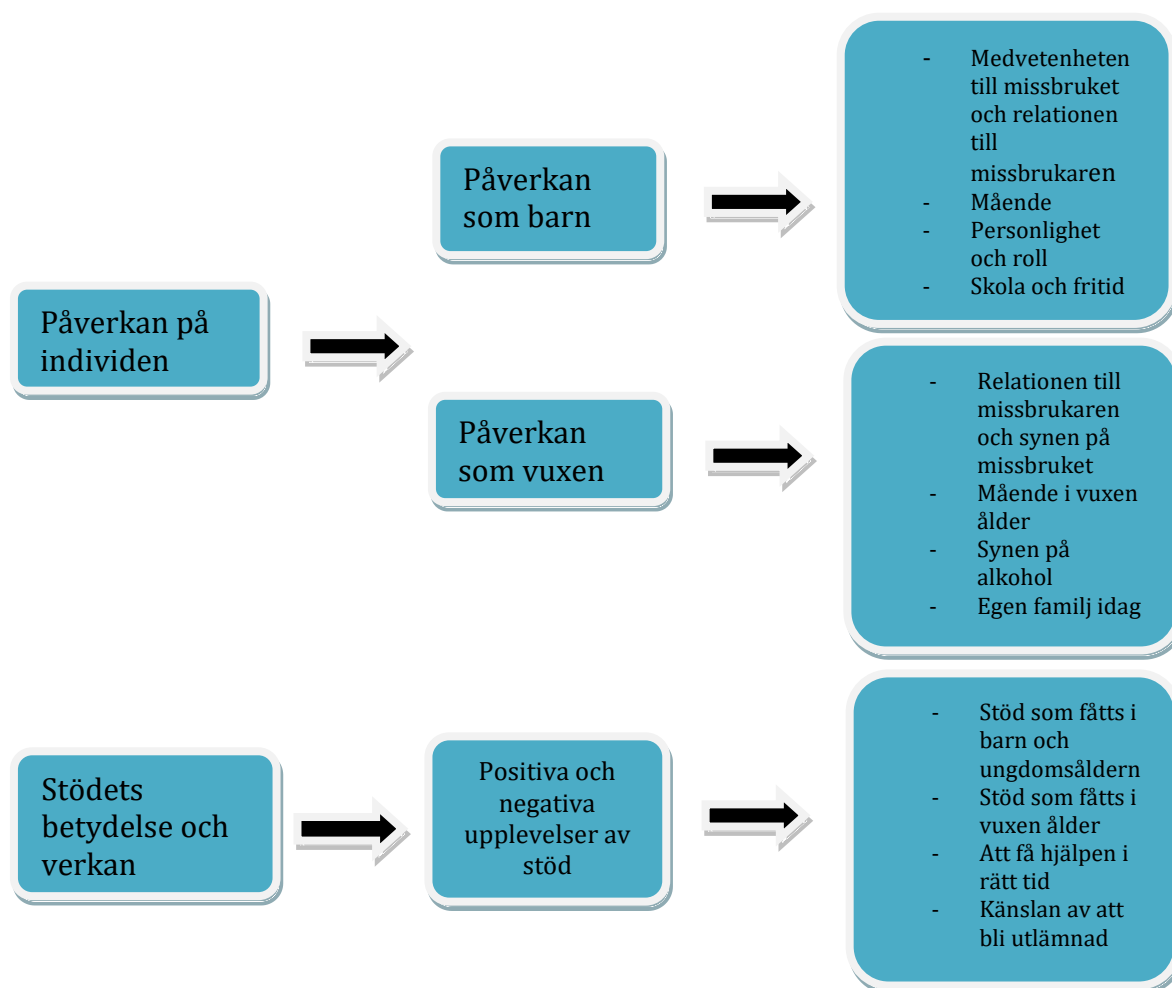 Påverkan på
individen
Påverkan
som barn
- Medvetenheten
till missbruket
och relationen
till
missbrukaren
- Mående
- Personlighet
och roll
- Skola och fritid
Påverkan
som vuxen
- Relationen till
missbrukaren
och synen på
missbruket
- Mående i vuxen
ålder
- Synen på
alkohol
- Egen familj idag
Stödets
betydelse och
verkan
Positiva och
negativa
upplevelser av
stöd
- Stöd som fåtts i
barn och
ungdomsåldern
- Stöd som fåtts i
vuxen ålder
- Att få hjälpen i
rätt tid
- Känslan av att
bli utlämnad